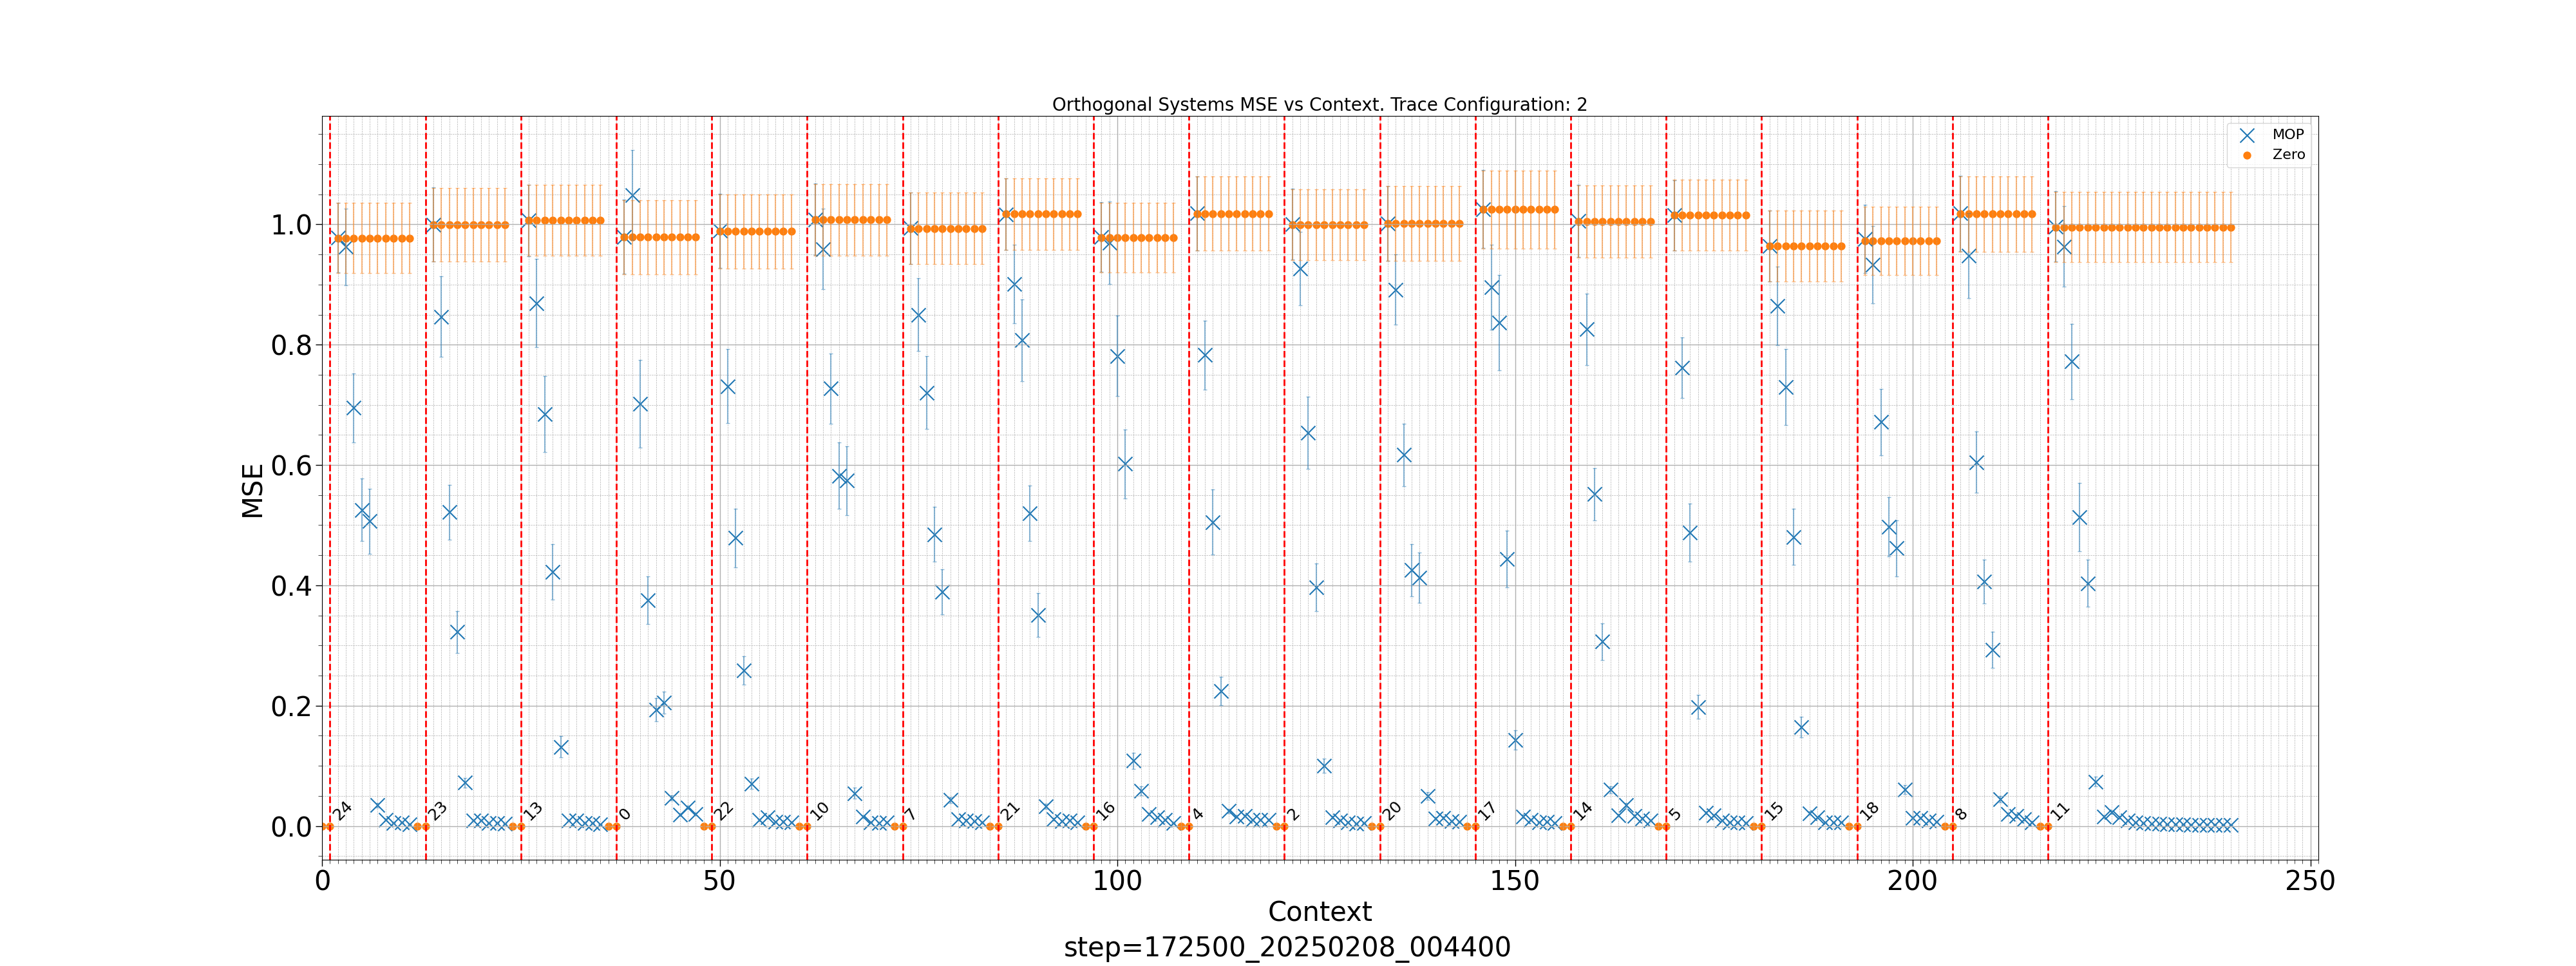 Orthogonal Systems MSE vs Context. Trace Configuration: 2
MOP
Zero
MSE
1.0
0.8
0.6
0.4
0.2
0.0
24 23 13 0 22 10 7 21 16 4 2 20 17 14 5 15 18 8 11
0 50 100 150 200 250
Context
step=172500_20250208_004400